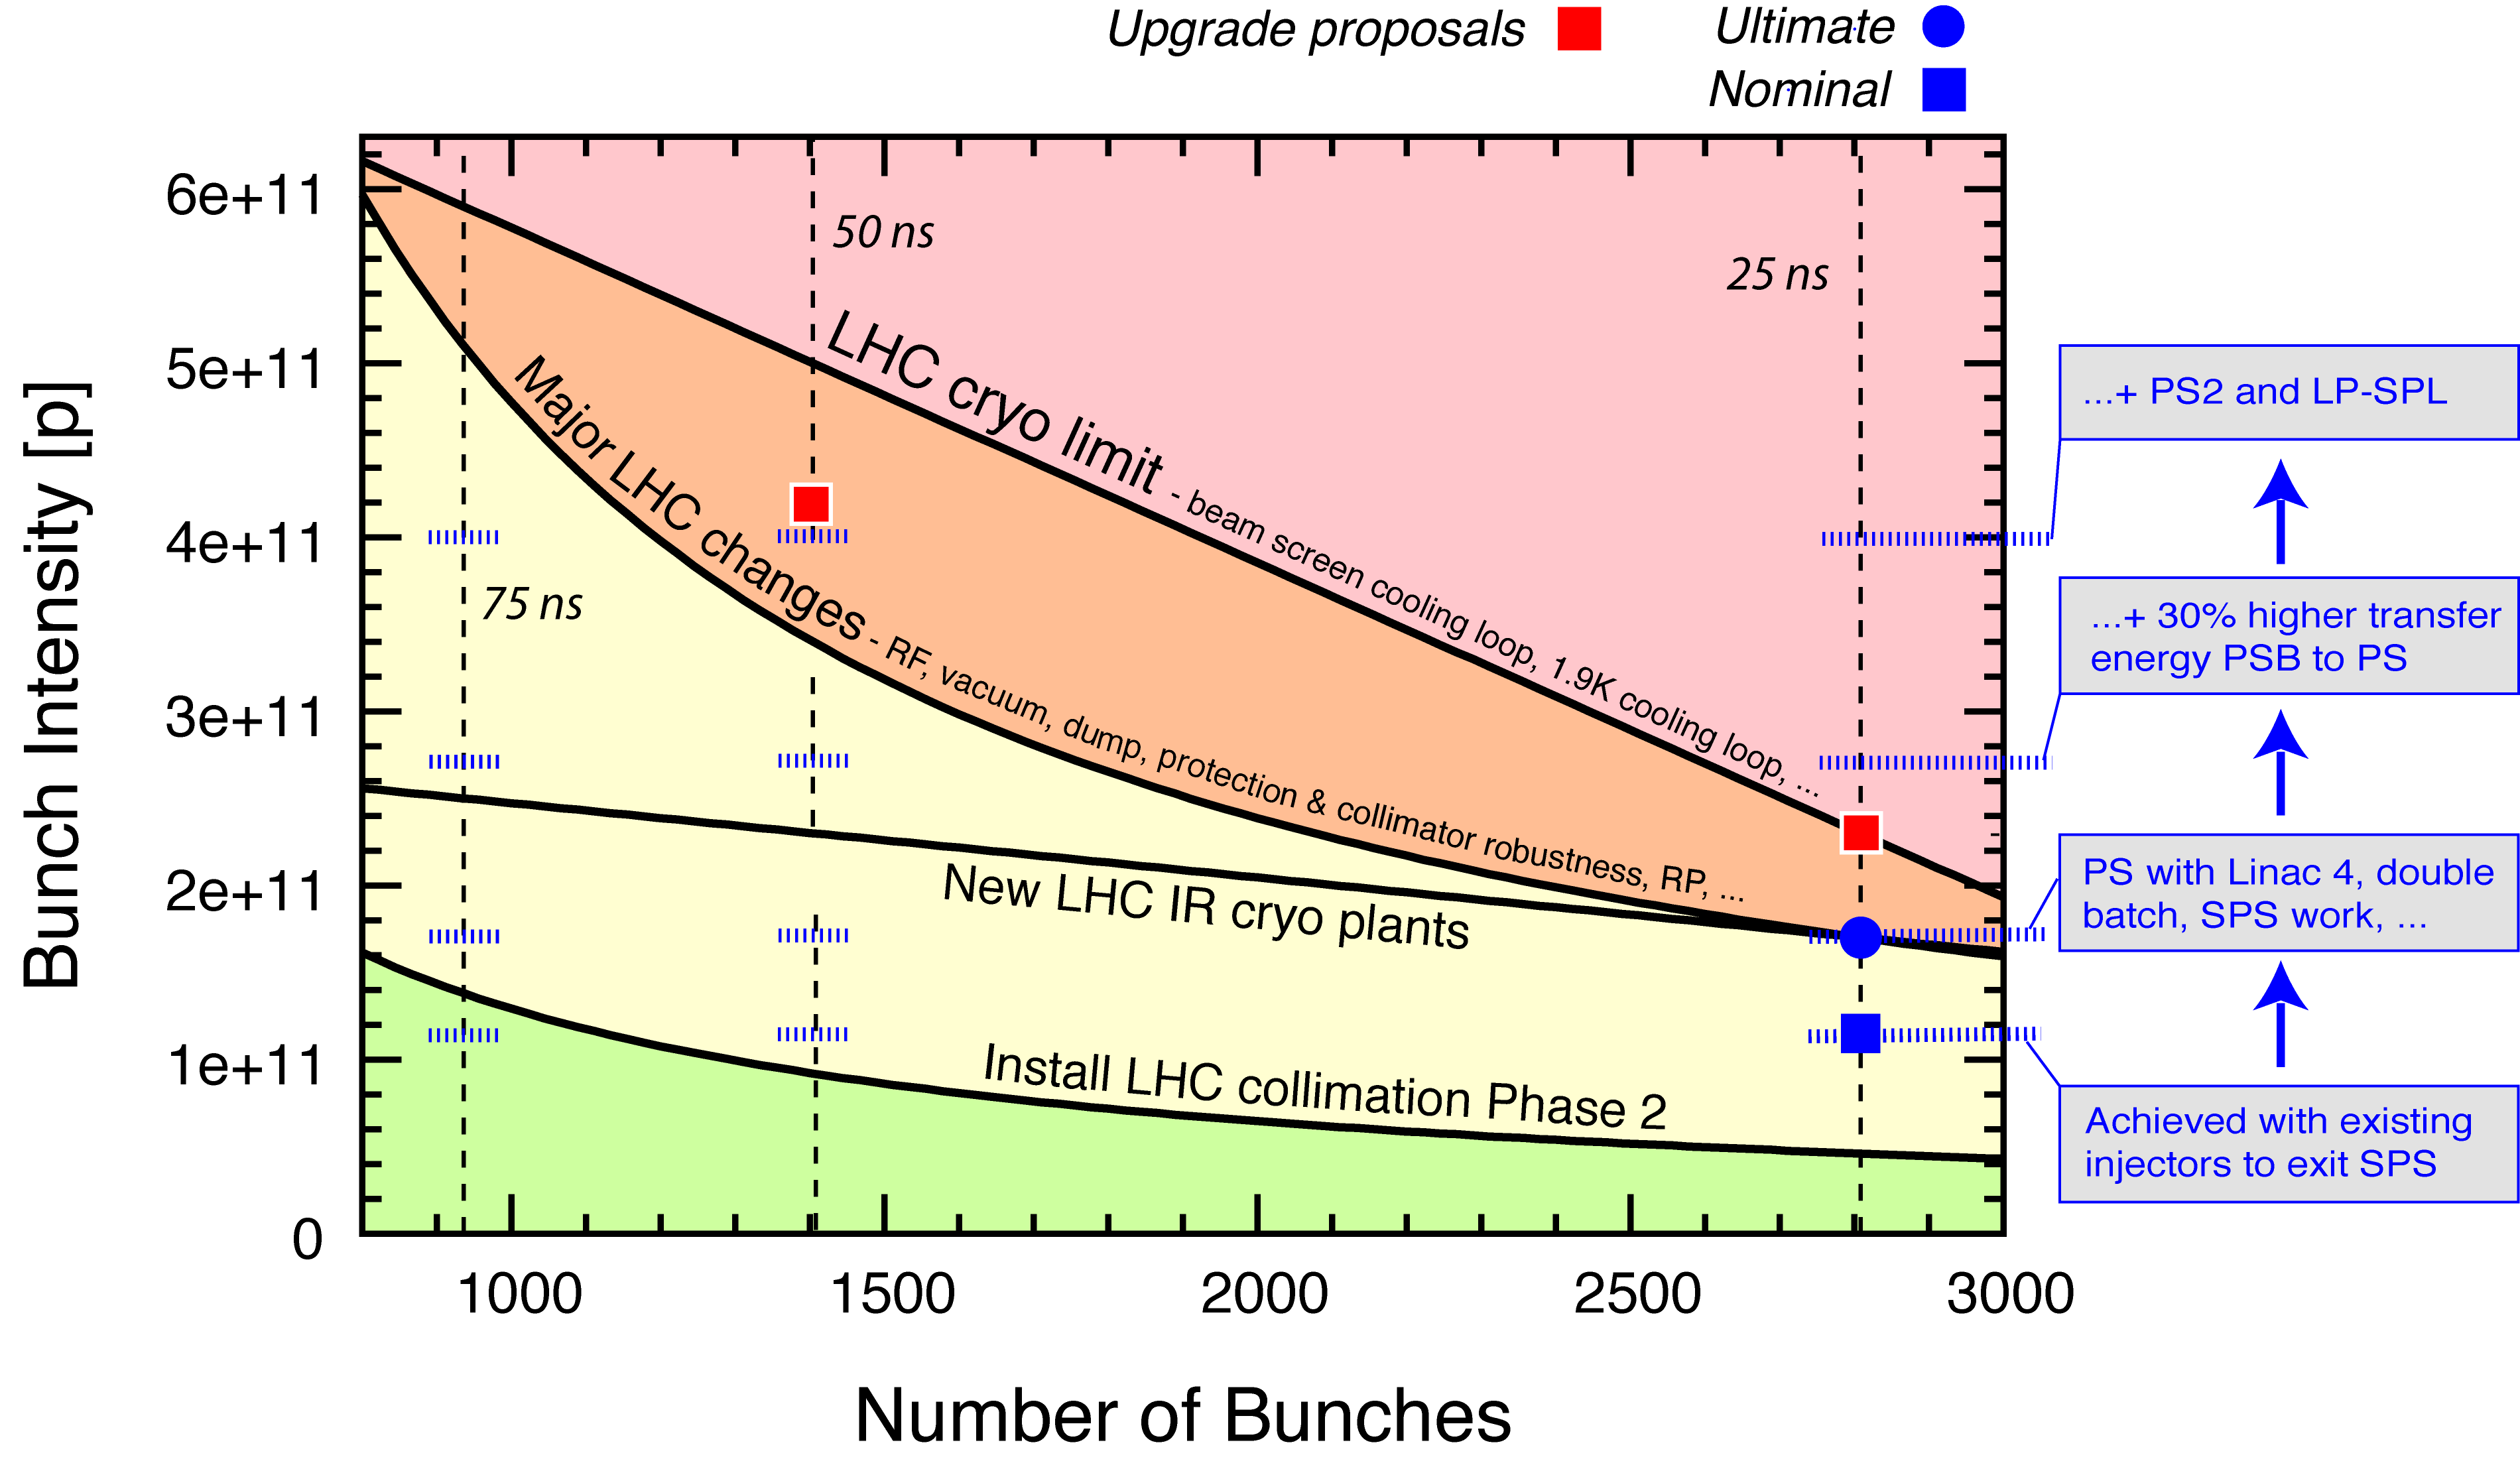 Upgrade proposals
Ultimate
Nominal
Bunch Intensity [p]
6e+11
5e+11
4e+11
3e+11
2e+11
1e+11
0
50 ns
25 ns
75 ns
LHC cryo limit - beam screen cooling loop, 1.9K cooling loop, ...
Major LHC changes - RF, vacuum, dump, protection & collimator robustness, RP, ...
New LHC IR cryo plants
Install LHC collimation Phase 2
...+ PS2 and LP-SPL
...+ 30% higher transfer
energy PSB to PS
PS with Linac 4, double
batch, SPS work, ...
Achieved with existing
injectors to exit SPS
1000
1500
2000
2500
3000
Number of Bunches